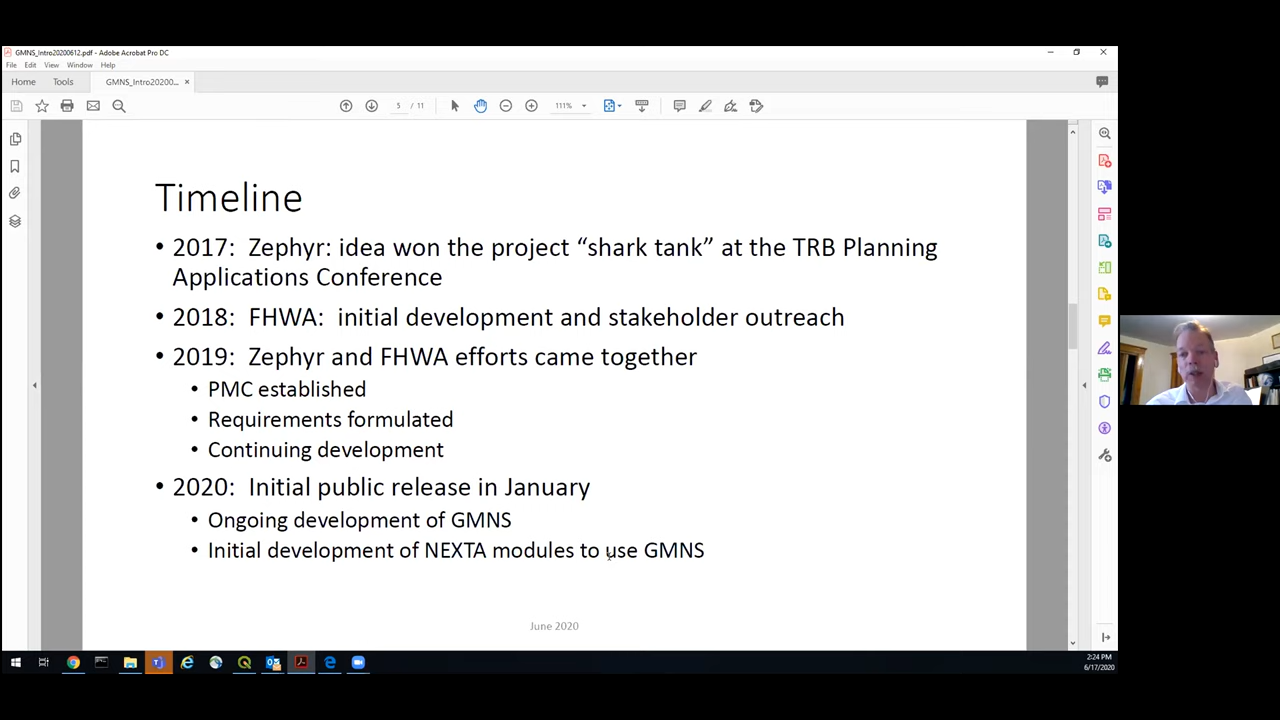 GMNS_Intro20200612.pdf - Adobe Acrobat Pro DC
File Edit View Window Help
Home Tools GMNS_Intro20200... ×
5 / 11 111%
Timeline
• 2017: Zephyr: idea won the project “shark tank” at the TRB Planning
Applications Conference
• 2018: FHWA: initial development and stakeholder outreach
• 2019: Zephyr and FHWA efforts came together
• PMC established
• Requirements formulated
• Continuing development
• 2020: Initial public release in January
• Ongoing development of GMNS
• Initial development of NEXTA modules to use GMNS
June 2020
2:24 PM
6/17/2020